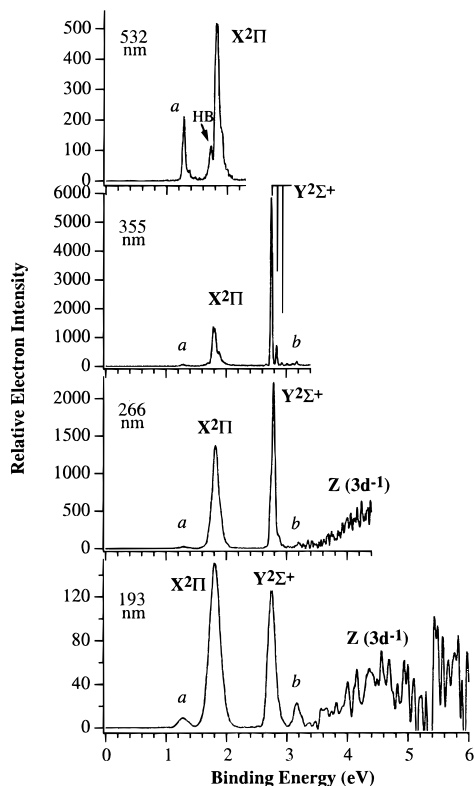 532
nm
X²Π
a
HB
500
400
300
200
100
0
355
nm
Y²Σ+
X²Π
a
b
6000
5000
4000
3000
2000
1000
0
266
nm
Y²Σ+
X²Π
Z (3d⁻¹)
a
b
2000
1500
1000
500
0
193
nm
X²Π
Y²Σ+
Z (3d⁻¹)
a
b
120
80
40
0
0 1 2 3 4 5 6
Binding Energy (eV)
Relative Electron Intensity